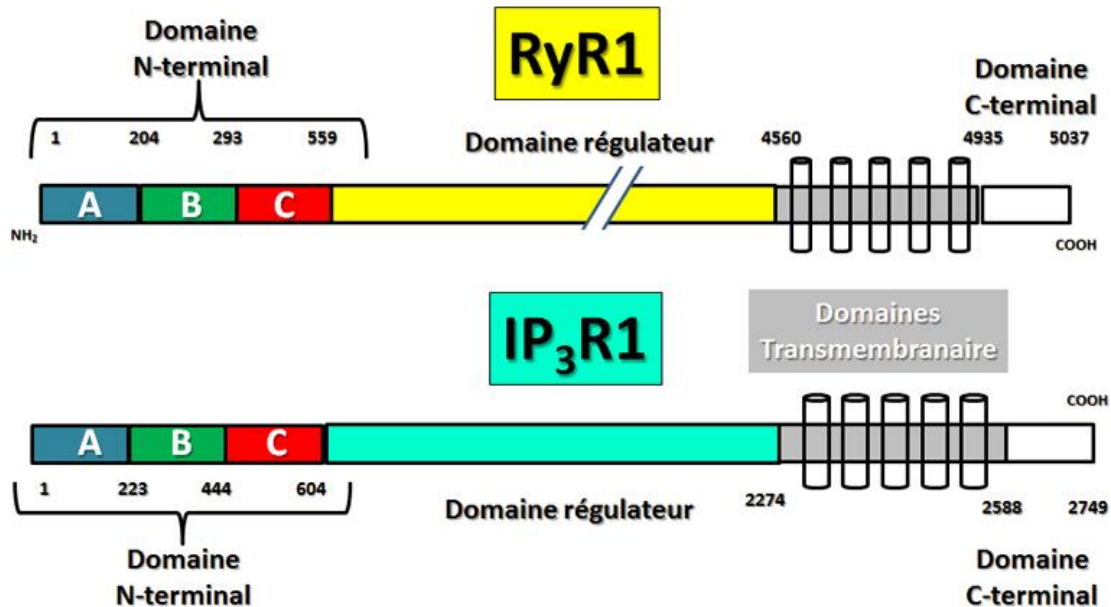 Domaine
N-terminal
RyR1
Domaine
C-terminal
1 204 293 559
Domaine régulateur
4560 4935 5037
A B C
NH₂
COOH
IP₃R1
Domaines
Transmembranaire
COOH
A B C
1 223 444 604
Domaine régulateur
2274 2588 2749
Domaine
N-terminal
Domaine
C-terminal